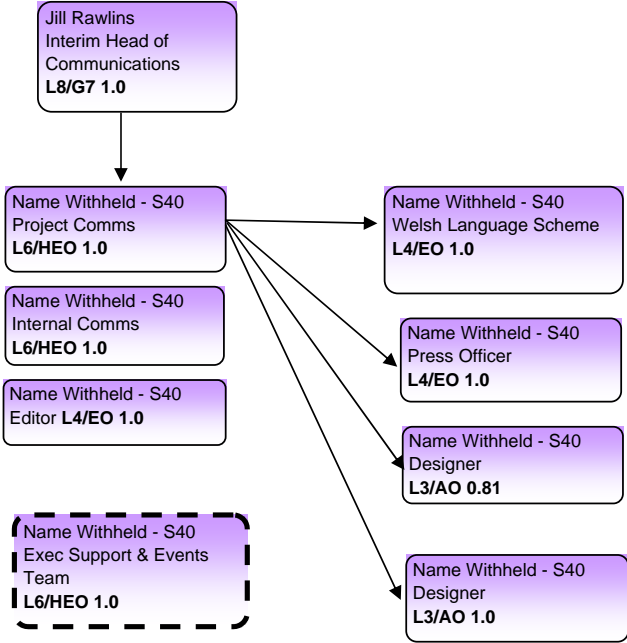 Jill Rawlins
Interim Head of
Communications
L8/G7 1.0
Name Withheld - S40
Project Comms
L6/HEO 1.0
Name Withheld - S40
Internal Comms
L6/HEO 1.0
Name Withheld - S40
Editor L4/EO 1.0
Name Withheld - S40
Exec Support & Events
Team
L6/HEO 1.0
Name Withheld - S40
Welsh Language Scheme
L4/EO 1.0
Name Withheld - S40
Press Officer
L4/EO 1.0
Name Withheld - S40
Designer
L3/AO 0.81
Name Withheld - S40
Designer
L3/AO 1.0